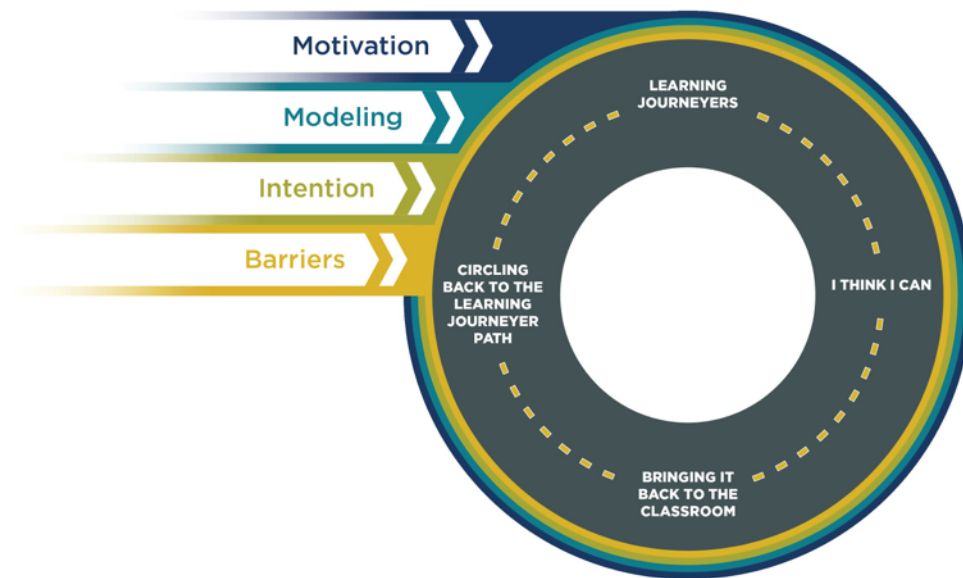 Motivation
Modeling
Intention
Barriers
LEARNING
JOURNEYERS
I THINK I CAN
BRINGING IT
BACK TO THE
CLASSROOM
CIRCLING
BACK TO THE
LEARNING
JOURNEYER
PATH